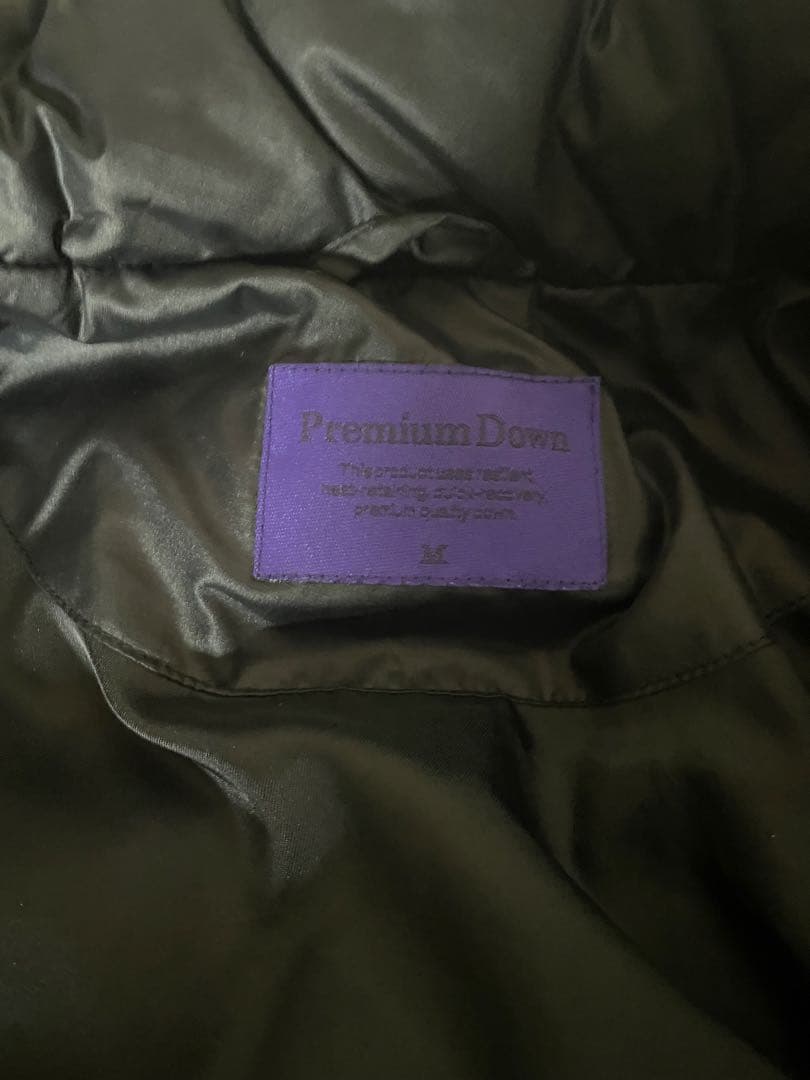 Premium Down
This product uses resilient,
heat-retaining, quick-recovery,
premium quality down.
M